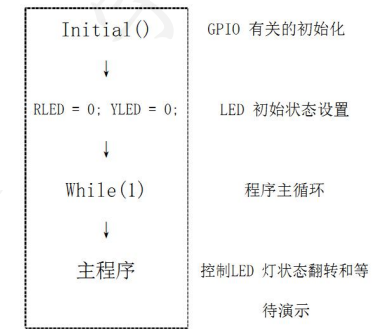 Initial()
GPIO 有关的初始化
RLED = 0; YLED = 0;
LED 初始状态设置
While(1)
程序主循环
主程序
控制LED 灯状态翻转和等
待演示